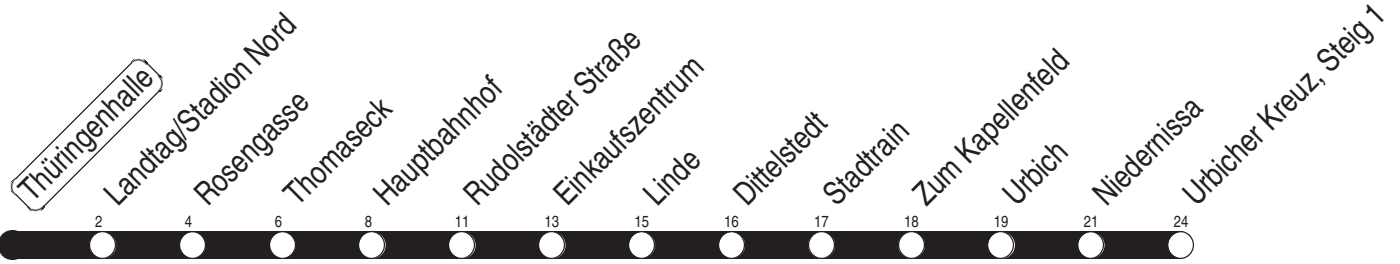 Thüringenhalle
Landtag/Stadion Nord
Rosengasse
Thomaseck
Hauptbahnhof
Rudolstädter Straße
Einkaufszentrum
Linde
Dittelstedt
Stadtrain
Zum Kapellenfeld
Urbich
Niedernissa
Urbicher Kreuz, Steig 1
2
4
6
8
11
13
15
16
17
18
19
21
24